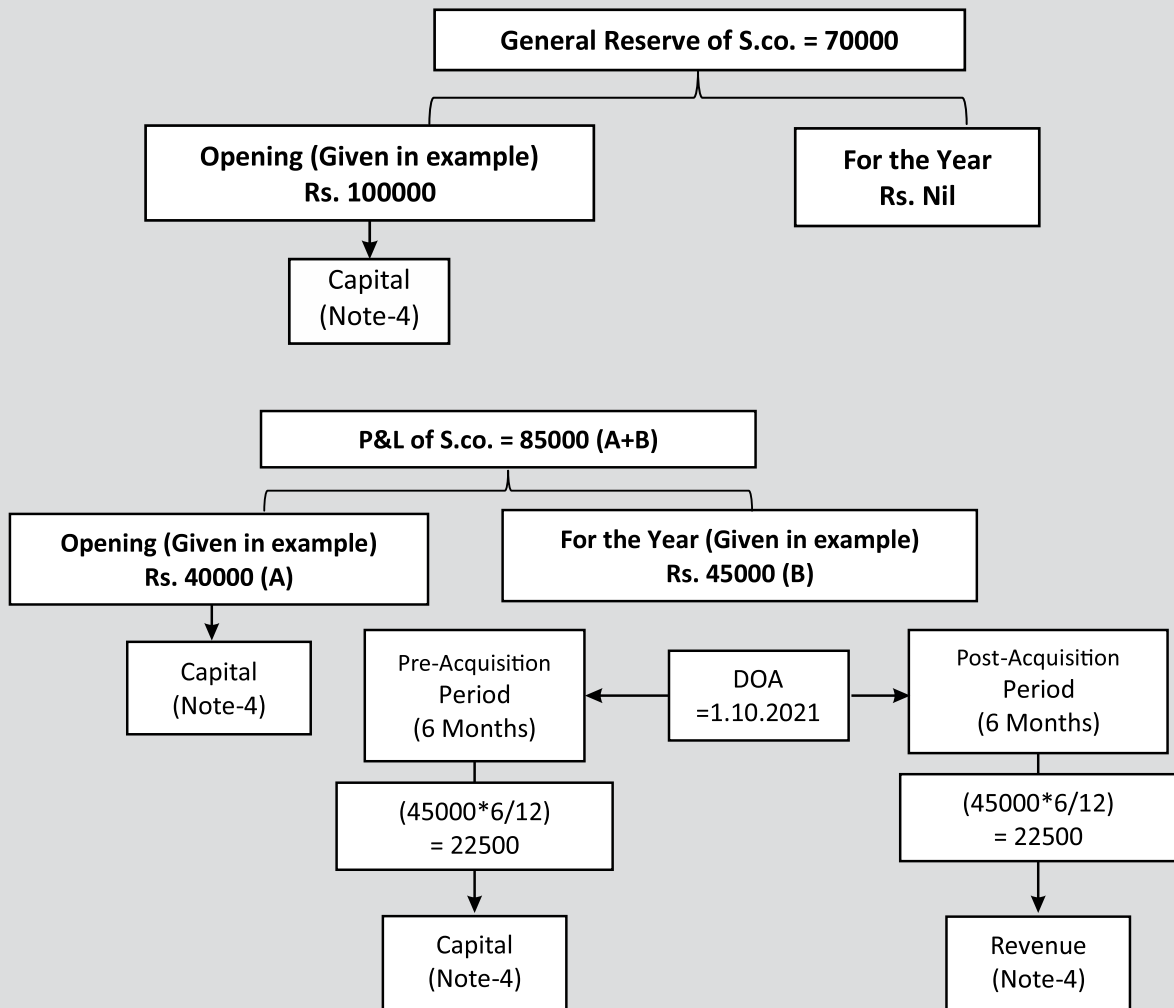 General Reserve of S.co. = 70000
Opening (Given in example)
Rs. 100000
For the Year
Rs. Nil
Capital
(Note-4)
P&L of S.co. = 85000 (A+B)
Opening (Given in example)
Rs. 40000 (A)
For the Year (Given in example)
Rs. 45000 (B)
Capital
(Note-4)
Pre-Acquisition
Period
(6 Months)
DOA
=1.10.2021
Post-Acquisition
Period
(6 Months)
(45000*6/12)
= 22500
(45000*6/12)
= 22500
Capital
(Note-4)
Revenue
(Note-4)